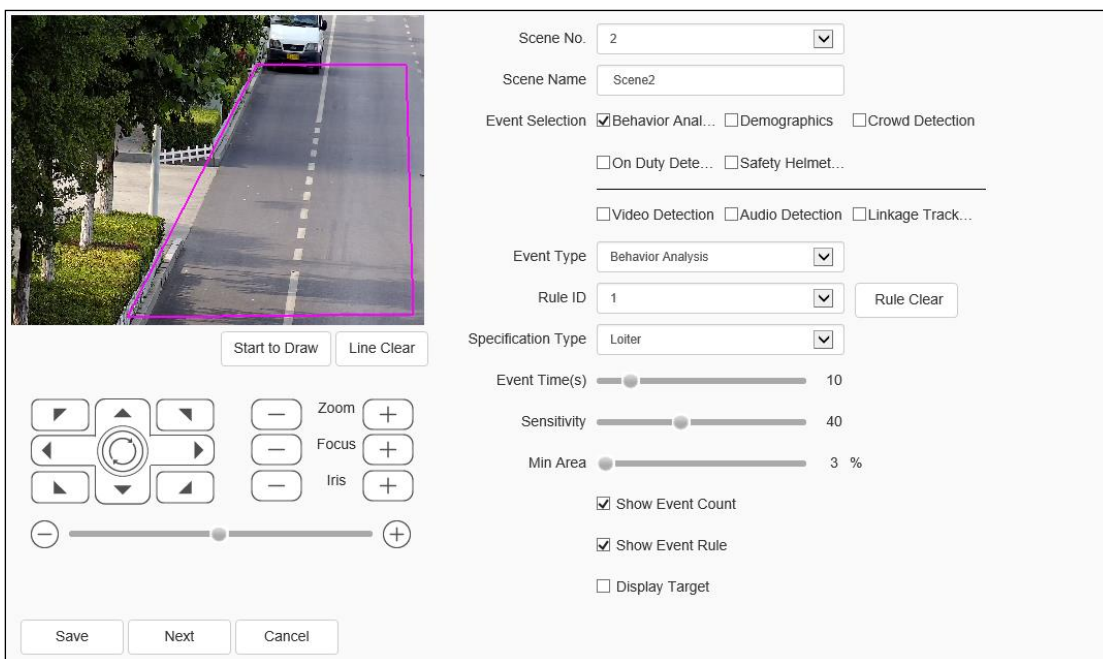 Scene No. 2
Scene Name Scene2
Event Selection Behavior Anal... Demographics Crowd Detection
On Duty Dete... Safety Helmet...
Video Detection Audio Detection Linkage Track...
Event Type Behavior Analysis
Rule ID 1 Rule Clear
Specification Type Loiter
Start to Draw Line Clear
Event Time(s) 10
Sensitivity 40
Min Area 3 %
Zoom
Focus
Iris
Show Event Count
Show Event Rule
Display Target
Save Next Cancel